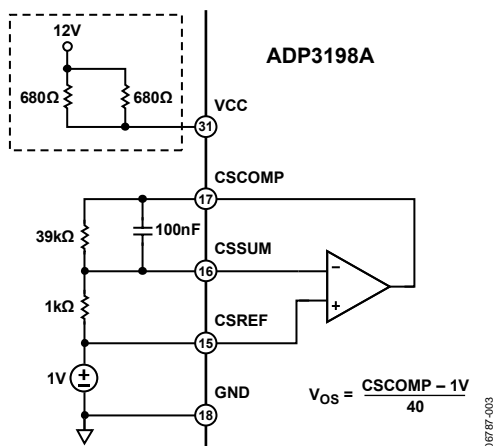 12V
ADP3198A
680Ω
680Ω
VCC
31
CSCOMP
17
39kΩ
100nF
CSSUM
16
–
1kΩ
+
CSREF
15
1V
+
–
GND
18
V_OS = CSCOMP – 1V
40
06787-003